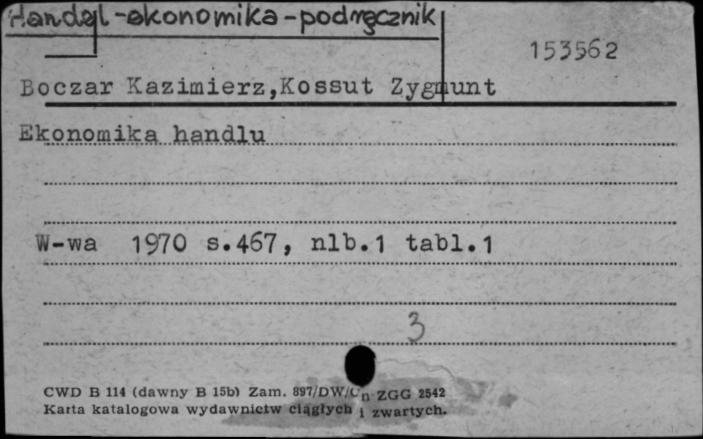 Handel-ekonomika-podręcznik
153562
Boczar Kazimierz,Kossut Zygmunt
Ekonomika handlu
W-wa 1970 s.467, nlb.1 tabl.1
3
CWD B 114 (dawny B 15b) Zam. 897/DW/ ZGG 2542
Karta katalogowa wydawnictw ciągłych i zwartych.